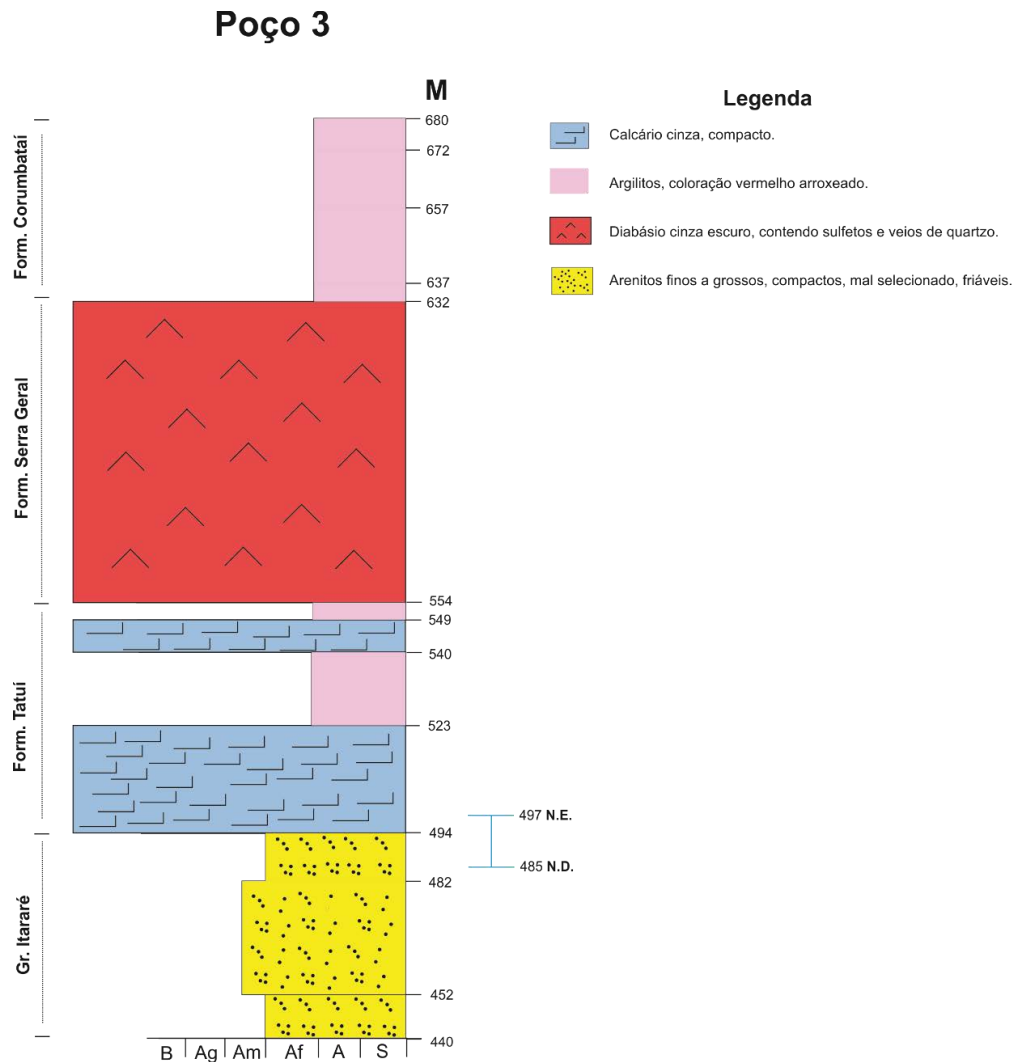 Poço 3
M
Form. Corumbataí
Form. Serra Geral
Form. Tatuí
Gr. Itararé
680
672
657
637
632
554
549
540
523
494
482
452
440
497 N.E.
485 N.D.
B Ag Am Af A S
Legenda
Calcário cinza, compacto.
Argilitos, coloração vermelho arroxeado.
Diabásio cinza escuro, contendo sulfetos e veios de quartzo.
Arenitos finos a grossos, compactos, mal selecionado, friáveis.